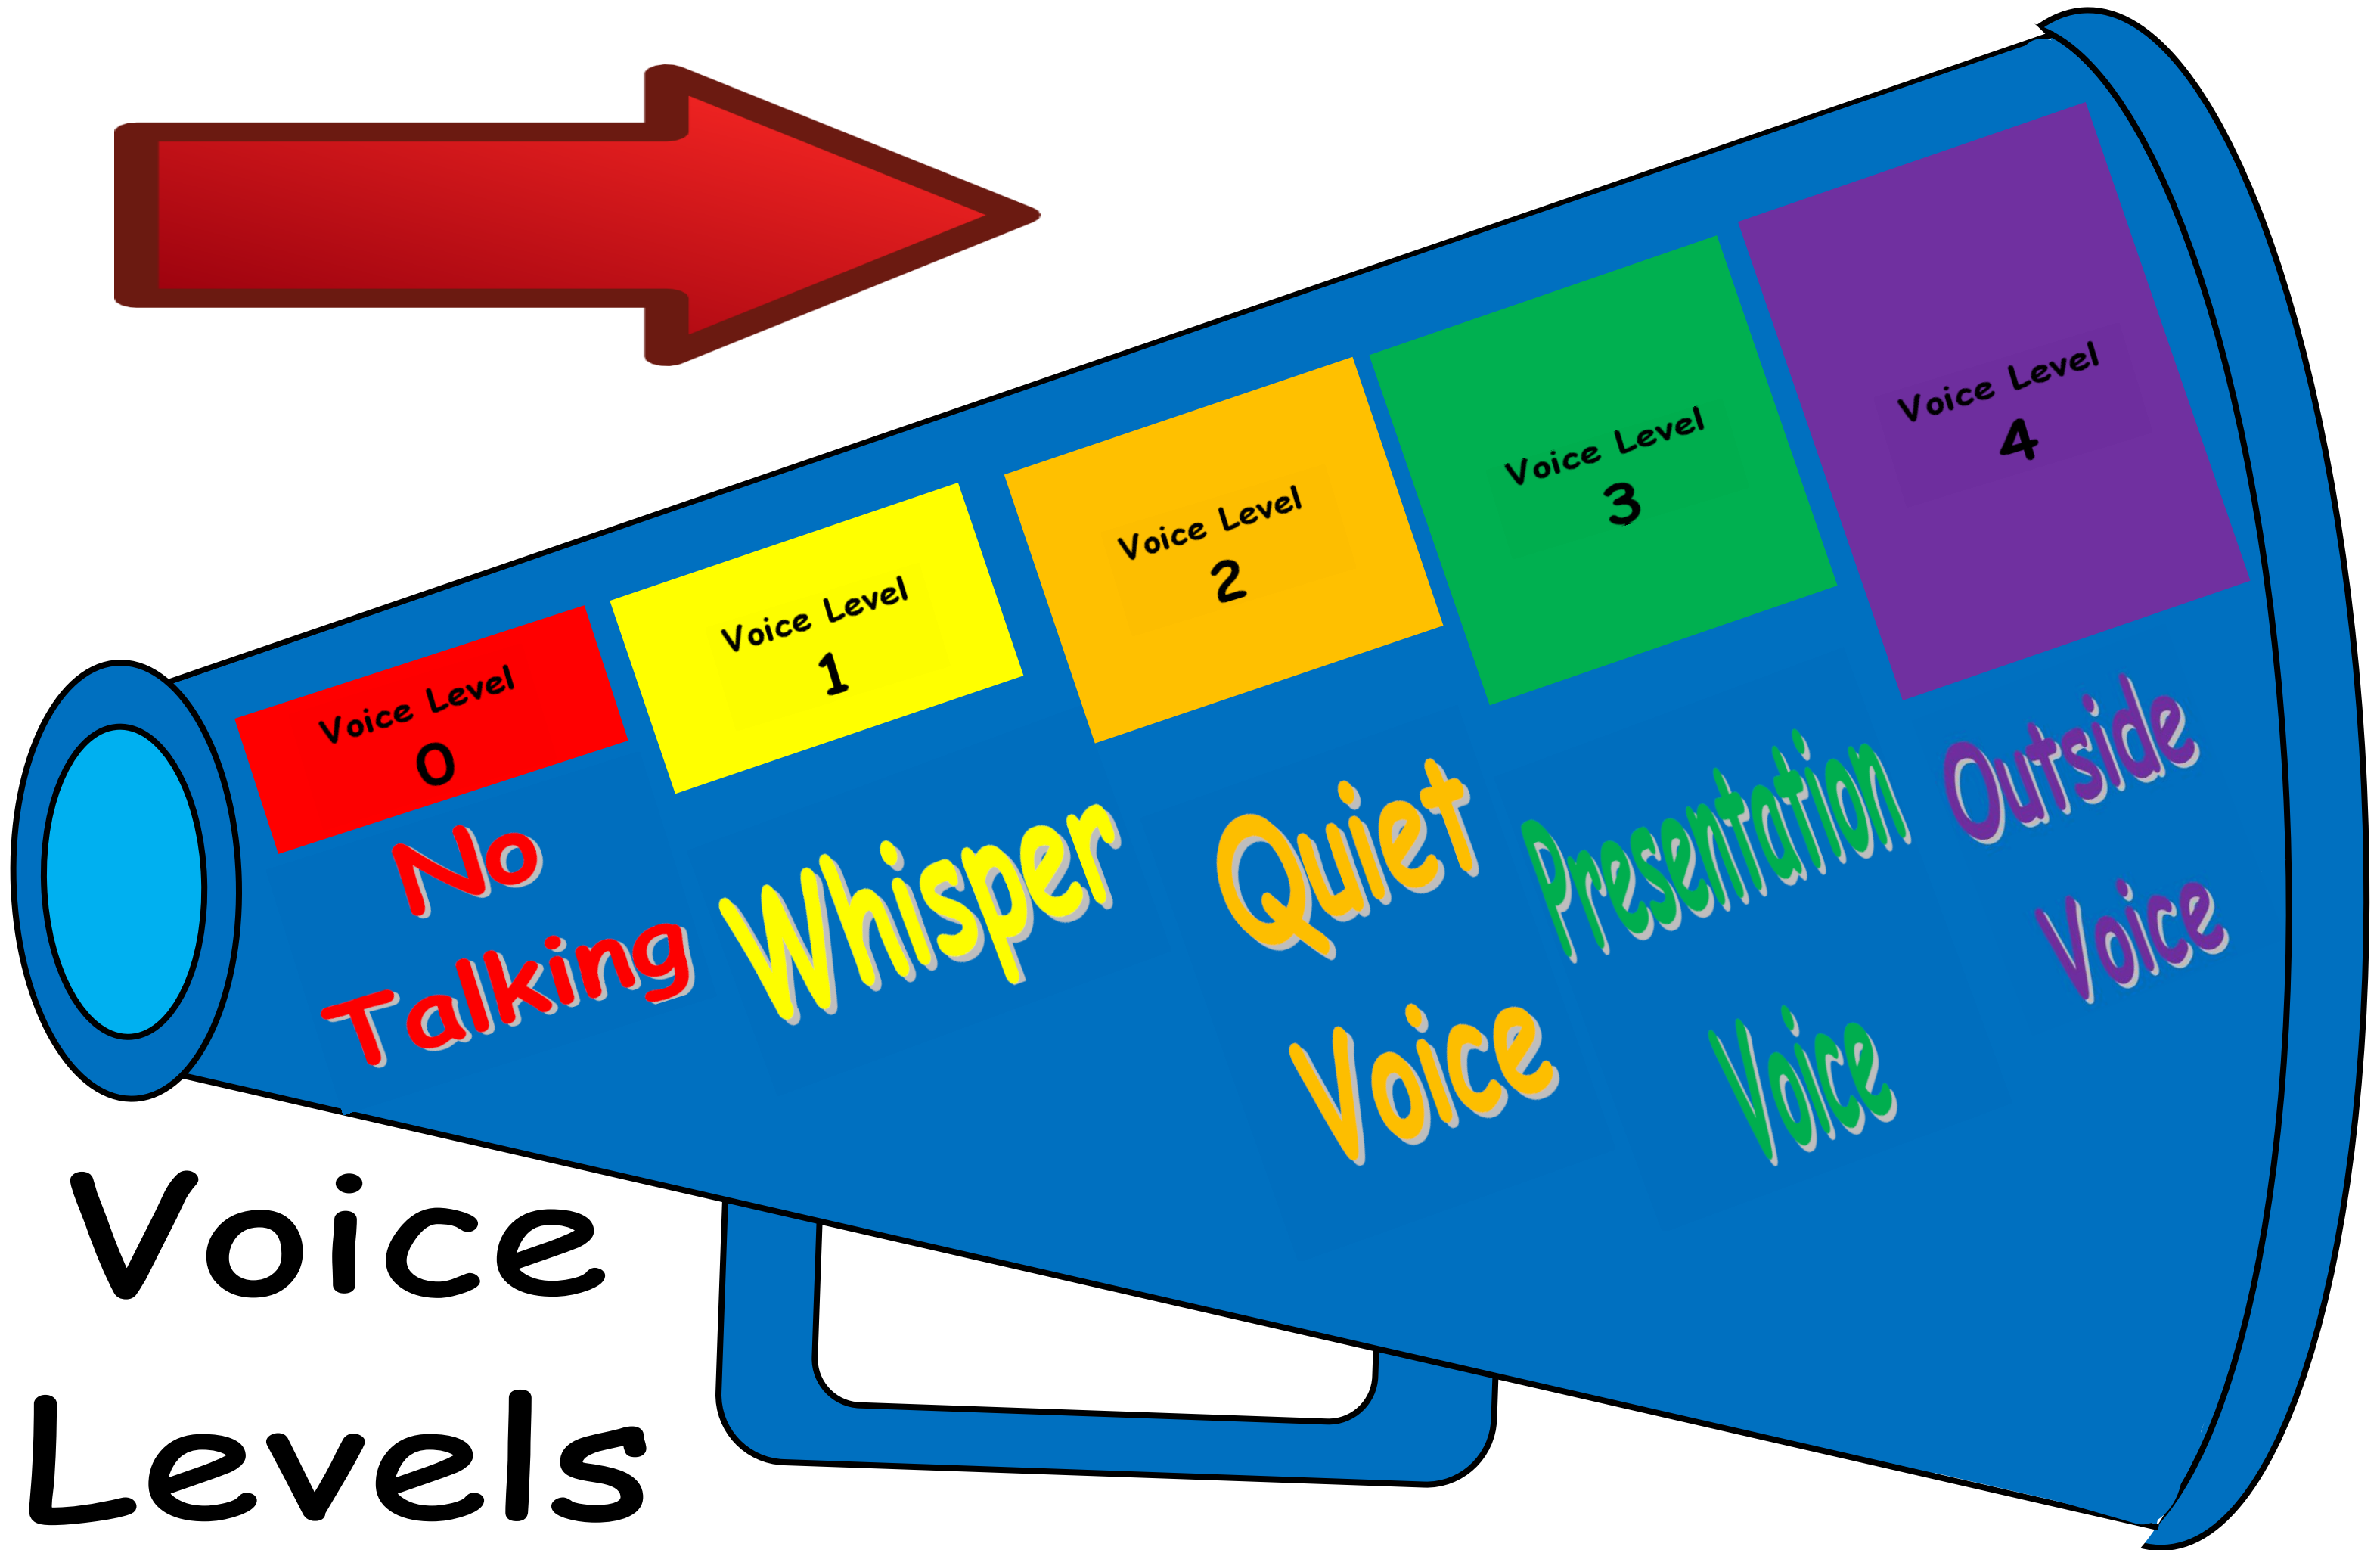 Voice Level
0
No
Talking
Voice Level
1
Whisper
Voice Level
2
Quiet
Voice
Voice Level
3
Presentation
Voice
Voice Level
4
Outside
Voice
Voice
Levels